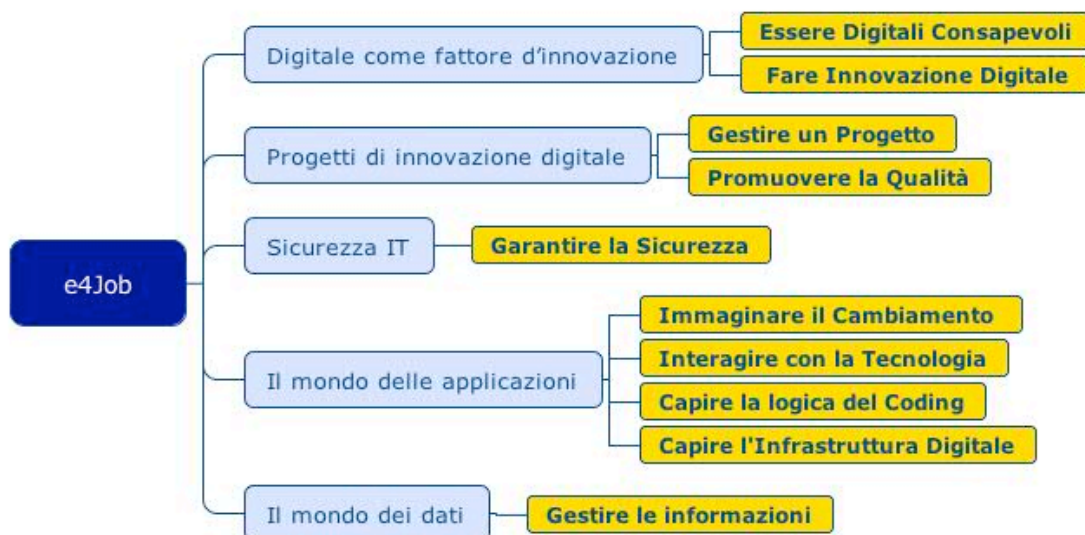 e4Job
Digitale come fattore d'innovazione
Essere Digitali Consapevoli
Fare Innovazione Digitale
Progetti di innovazione digitale
Gestire un Progetto
Promuovere la Qualità
Sicurezza IT
Garantire la Sicurezza
Il mondo delle applicazioni
Immaginare il Cambiamento
Interagire con la Tecnologia
Capire la logica del Coding
Capire l'Infrastruttura Digitale
Il mondo dei dati
Gestire le informazioni